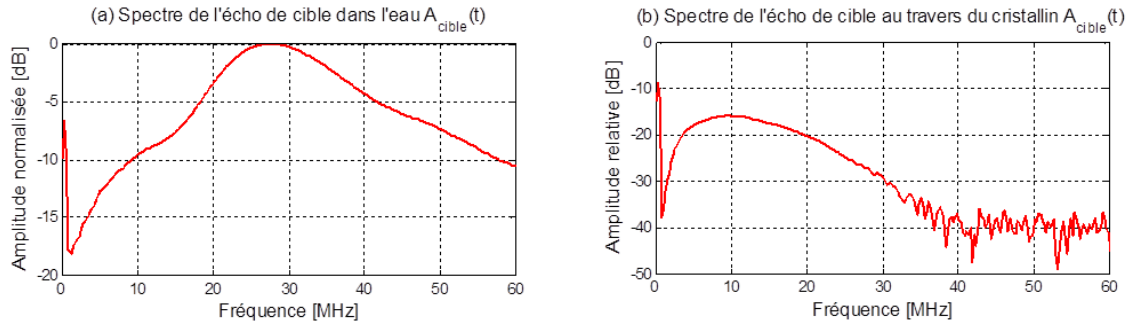 (a) Spectre de l'écho de cible dans l'eau A_cible(t)
Amplitude normalisée [dB]
0
-5
-10
-15
-20
0 10 20 30 40 50 60
Fréquence [MHz]
(b) Spectre de l'écho de cible au travers du cristallin A_cible(t)
Amplitude relative [dB]
0
-10
-20
-30
-40
-50
0 10 20 30 40 50 60
Fréquence [MHz]